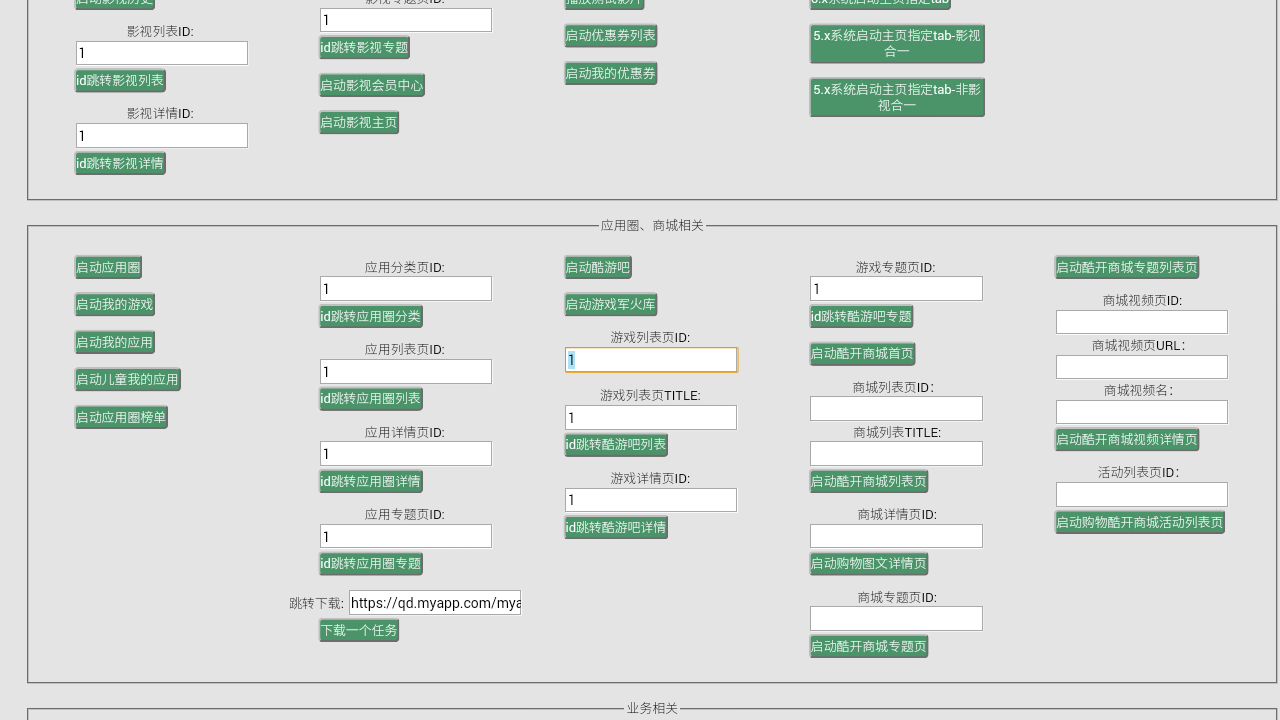 启动影视历史
影视列表ID:
1
id跳转影视列表
影视详情ID:
1
id跳转影视详情
影视专题页ID:
1
id跳转影视专题
启动影视会员中心
启动影视主页
播放测试影片
启动优惠券列表
启动我的优惠券
5.x系统启动主页指定tab-影视
合一
5.x系统启动主页指定tab-非影
视合一
应用圈、商城相关
启动应用圈
启动我的游戏
启动我的应用
启动儿童我的应用
启动应用圈榜单
应用分类页ID:
1
id跳转应用圈分类
应用列表页ID:
1
id跳转应用圈列表
应用详情页ID:
1
id跳转应用圈详情
应用专题页ID:
1
id跳转应用圈专题
跳转下载: https://qd.myapp.com/mya
下载一个任务
启动酷游吧
启动游戏军火库
游戏列表页ID:
1
游戏列表页TITLE:
1
id跳转酷游吧列表
游戏详情页ID:
1
id跳转酷游吧详情
游戏专题页ID:
1
id跳转酷游吧专题
启动酷开商城首页
商城列表页ID：
商城列表TITLE:
启动酷开商城列表页
商城详情页ID:
启动购物图文详情页
商城专题页ID:
启动酷开商城专题页
启动酷开商城专题列表页
商城视频页ID:
商城视频页URL：
商城视频名：
启动酷开商城视频详情页
活动列表页ID：
启动购物酷开商城活动列表页
业务相关